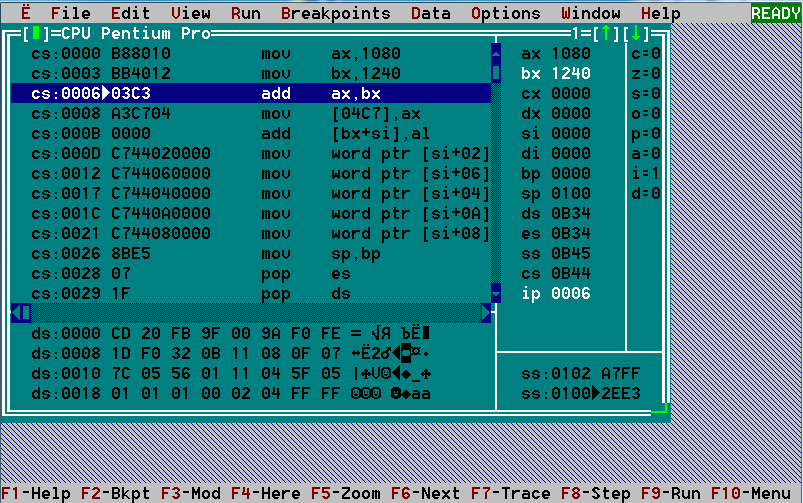 Ë File Edit View Run Breakpoints Data Options Window Help READY
[▮]=CPU Pentium Pro 1=[↑][↓]
cs:0000 B88010 mov ax,1080 ax 1080 c=0
cs:0003 BB4012 mov bx,1240 bx 1240 z=0
cs:0006►03C3 add ax,bx cx 0000 s=0
cs:0008 A3C704 mov [04C7],ax dx 0000 o=0
cs:000B 0000 add [bx+si],al si 0000 p=0
cs:000D C744020000 mov word ptr [si+02] di 0000 a=0
cs:0012 C744060000 mov word ptr [si+06] bp 0000 i=1
cs:0017 C744040000 mov word ptr [si+04] sp 0100 d=0
cs:001C C7440A0000 mov word ptr [si+0A] ds 0B34
cs:0021 C744080000 mov word ptr [si+08] es 0B34
cs:0026 8BE5 mov sp,bp ss 0B45
cs:0028 07 pop es cs 0B44
cs:0029 1F pop ds ip 0006
ds:0000 CD 20 FB 9F 00 9A F0 FE = √Я ЪË■
ds:0008 1D F0 32 0B 11 08 0F 07 ↔Ë2♂◄◘¤•
ds:0010 7C 05 56 01 11 04 5F 05 |♣V☺◄♦_♣ ss:0102 A7FF
ds:0018 01 01 01 00 02 04 FF FF ☺☺☺ ☻♦aa ss:0100►2EE3
F1-Help F2-Bkpt F3-Mod F4-Here F5-Zoom F6-Next F7-Trace F8-Step F9-Run F10-Menu